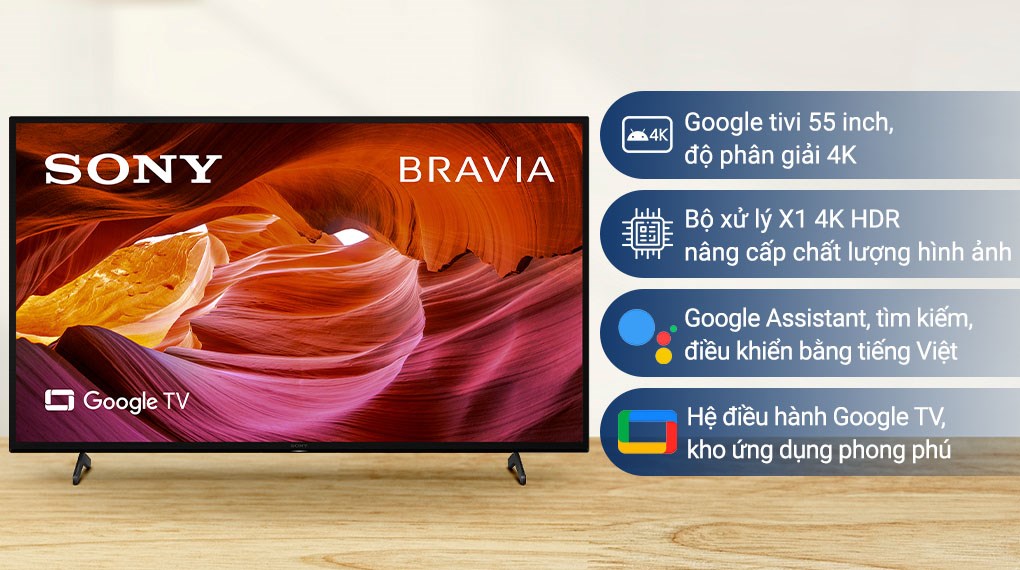 SONY
BRAVIA
Google TV
SONY
4K
Google tivi 55 inch,
độ phân giải 4K
Bộ xử lý X1 4K HDR
nâng cấp chất lượng hình ảnh
Google Assistant, tìm kiếm,
điều khiển bằng tiếng Việt
Hệ điều hành Google TV,
kho ứng dụng phong phú